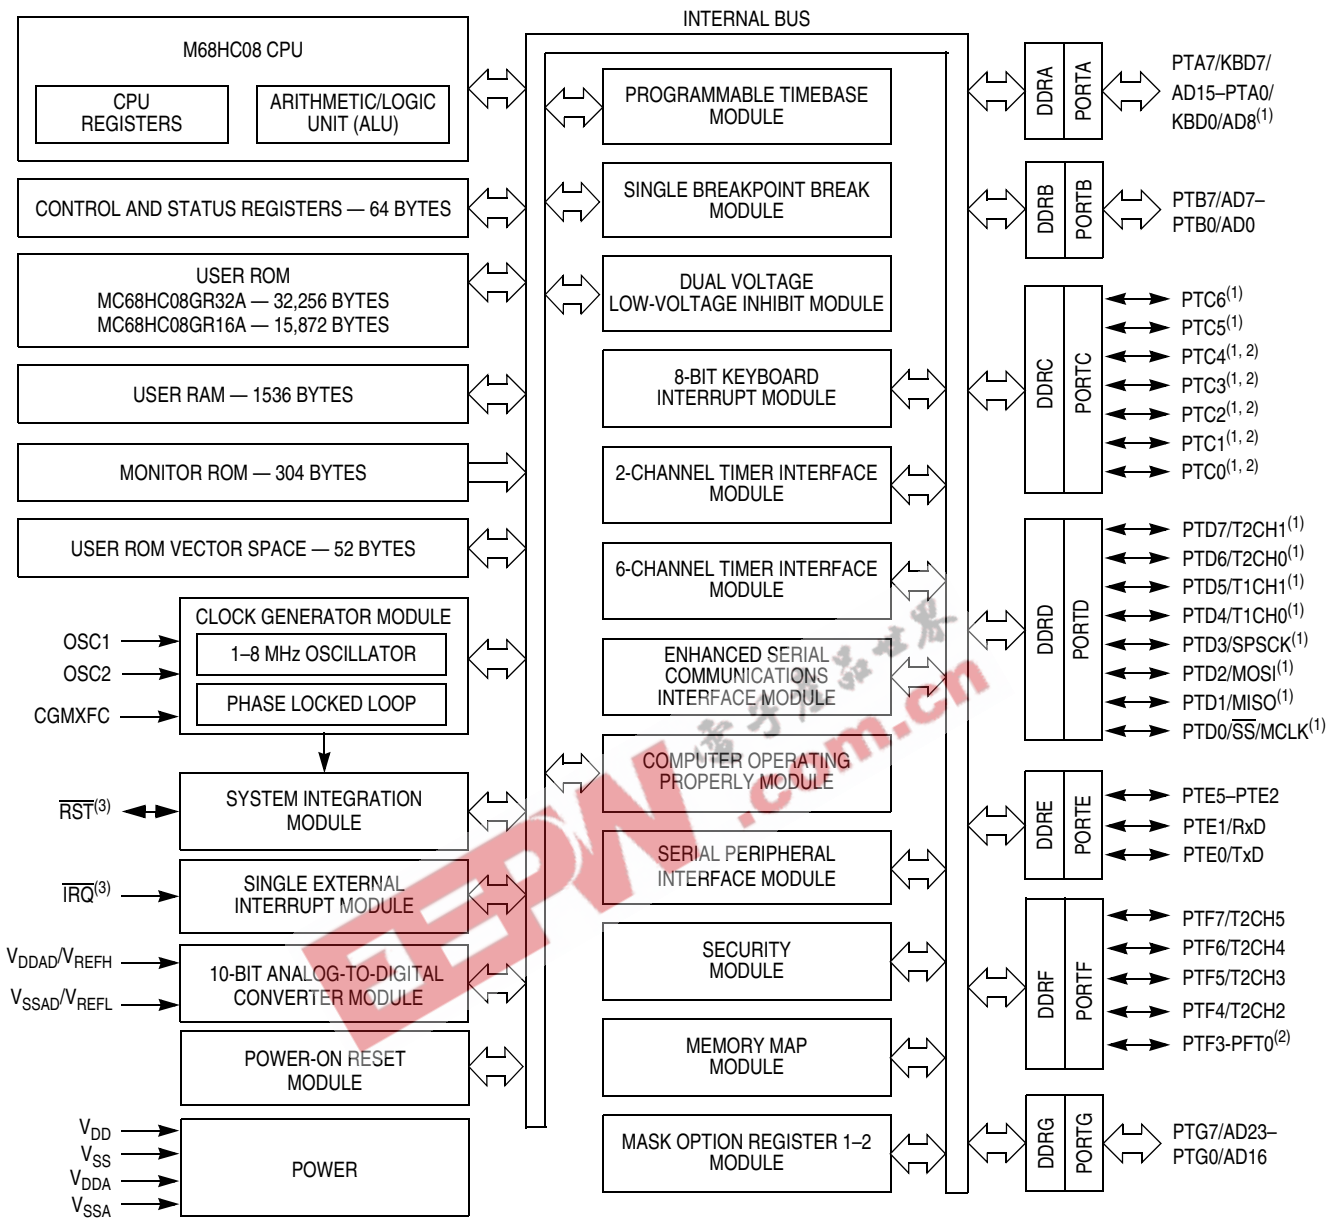 INTERNAL BUS
M68HC08 CPU
CPU
REGISTERS
ARITHMETIC/LOGIC
UNIT (ALU)
CONTROL AND STATUS REGISTERS — 64 BYTES
USER ROM
MC68HC08GR32A — 32,256 BYTES
MC68HC08GR16A — 15,872 BYTES
USER RAM — 1536 BYTES
MONITOR ROM — 304 BYTES
USER ROM VECTOR SPACE — 52 BYTES
CLOCK GENERATOR MODULE
1–8 MHz OSCILLATOR
PHASE LOCKED LOOP
OSC1
OSC2
CGMXFC
SYSTEM INTEGRATION
MODULE
RST(3)
SINGLE EXTERNAL
INTERRUPT MODULE
IRQ(3)
10-BIT ANALOG-TO-DIGITAL
CONVERTER MODULE
VDDAD/VREFH
VSSAD/VREFL
POWER-ON RESET
MODULE
POWER
VDD
VSS
VDDA
VSSA
PROGRAMMABLE TIMEBASE
MODULE
SINGLE BREAKPOINT BREAK
MODULE
DUAL VOLTAGE
LOW-VOLTAGE INHIBIT MODULE
8-BIT KEYBOARD
INTERRUPT MODULE
2-CHANNEL TIMER INTERFACE
MODULE
6-CHANNEL TIMER INTERFACE
MODULE
ENHANCED SERIAL
COMMUNICATIONS
INTERFACE MODULE
COMPUTER OPERATING
PROPERLY MODULE
SERIAL PERIPHERAL
INTERFACE MODULE
SECURITY
MODULE
MEMORY MAP
MODULE
MASK OPTION REGISTER 1–2
MODULE
DDRA
PORTA
PTA7/KBD7/
AD15–PTA0/
KBD0/AD8(1)
DDRB
PORTB
PTB7/AD7–
PTB0/AD0
DDRC
PORTC
PTC6(1)
PTC5(1)
PTC4(1, 2)
PTC3(1, 2)
PTC2(1, 2)
PTC1(1, 2)
PTC0(1, 2)
DDRD
PORTD
PTD7/T2CH1(1)
PTD6/T2CH0(1)
PTD5/T1CH1(1)
PTD4/T1CH0(1)
PTD3/SPSCK(1)
PTD2/MOSI(1)
PTD1/MISO(1)
PTD0/SS/MCLK(1)
DDRE
PORTE
PTE5–PTE2
PTE1/RxD
PTE0/TxD
DDRF
PORTF
PTF7/T2CH5
PTF6/T2CH4
PTF5/T2CH3
PTF4/T2CH2
PTF3-PFT0(2)
DDRG
PORTG
PTG7/AD23–
PTG0/AD16
EEPW
.com.cn
電子産品世界